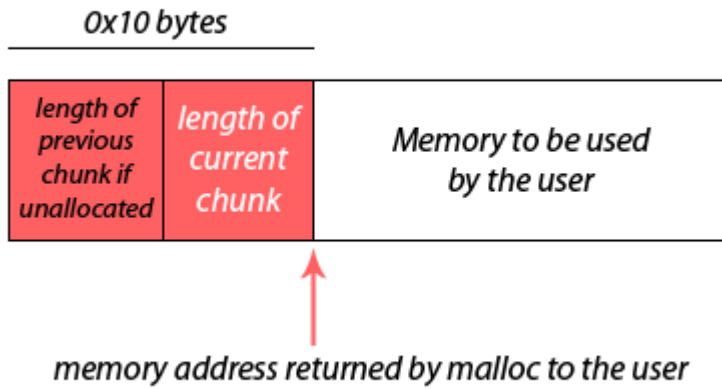 0x10 bytes
length of
previous
chunk if
unallocated
length of
current
chunk
Memory to be used
by the user
memory address returned by malloc to the user